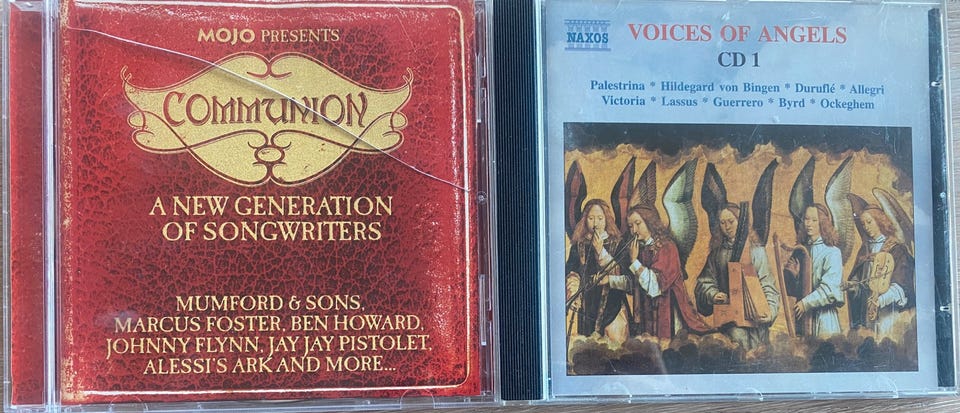 MOJO PRESENTS
COMMUNION
A NEW GENERATION
OF SONGWRITERS
MUMFORD & SONS,
MARCUS FOSTER, BEN HOWARD,
JOHNNY FLYNN, JAY JAY PISTOLET,
ALESSI'S ARK AND MORE...
NAXOS
VOICES OF ANGELS
CD 1
Palestrina * Hildegard von Bingen * Duruflé * Allegri
Victoria * Lassus * Guerrero * Byrd * Ockeghem